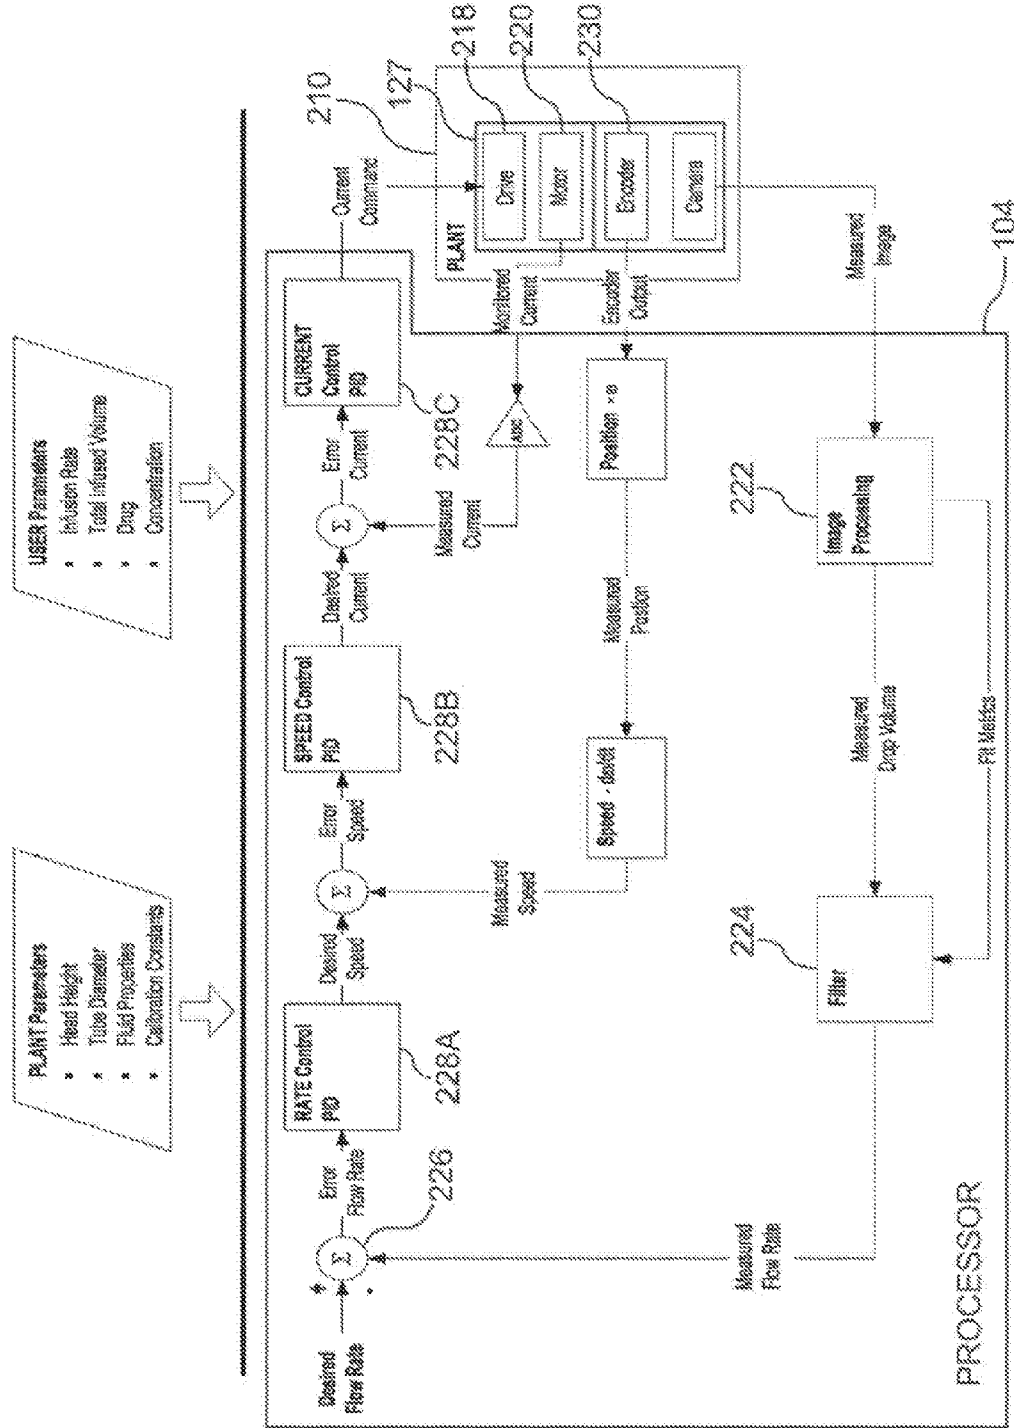 PLANT Parameters
• Head Height
• Tube Diameter
• Fluid Properties
• Calibration Constants
USER Parameters
• Infusion Rate
• Total Infused Volume
• Drug
• Concentration
Desired
Flow Rate
+
-
Σ
226
Error
Flow Rate
RATE Control
PID
228A
Desired
Speed
Σ
Error
Speed
SPEED Control
PID
228B
Desired
Current
Σ
Error
Current
CURRENT
Control
PID
228C
Current
Command
210
127
218
220
230
PLANT
Drive
Motor
Encoder
Camera
Monitored
Current
Encoder
Output
Measured
Image
ADC
Measured
Current
Position - ɵ
Measured
Postion
Speed - dɵ/dt
Measured
Speed
222
Image
Processing
Measured
Drop Volume
Fit Metrics
224
Filter
Measured
Flow Rate
PROCESSOR
104